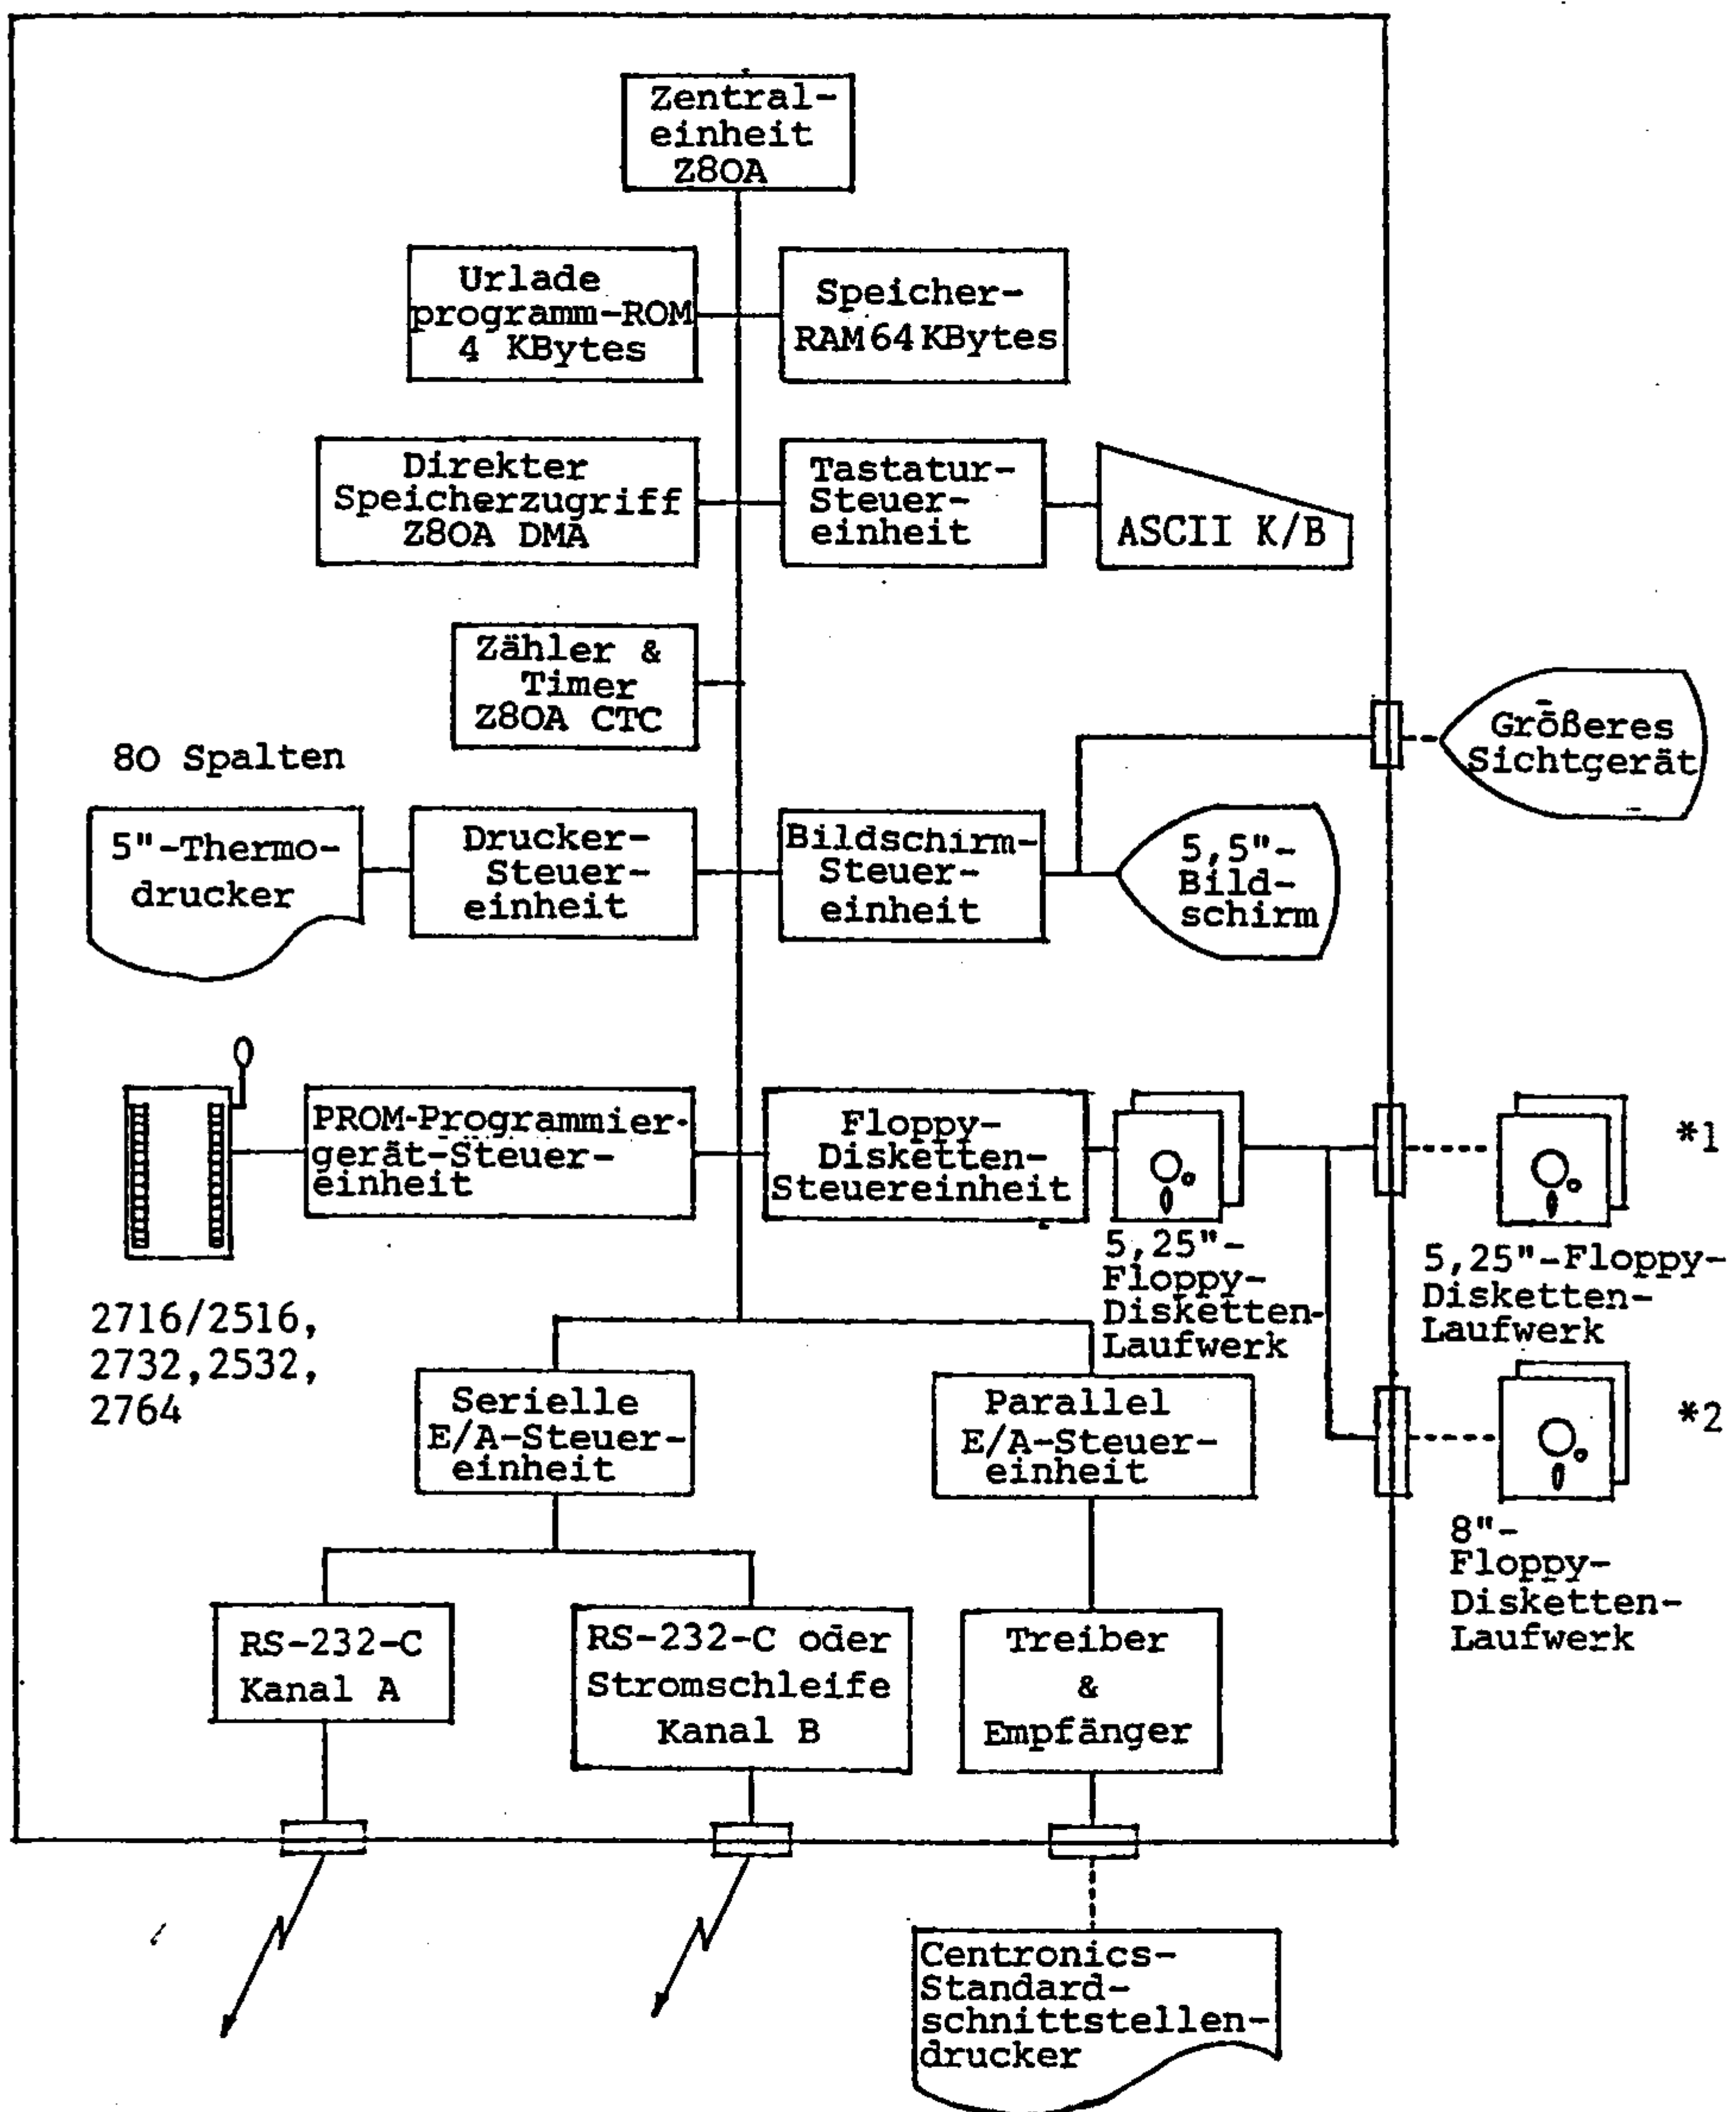 Zentral-
einheit
Z80A
Urlade
programm-ROM
4 KBytes
Speicher-
RAM 64 KBytes
Direkter
Speicherzugriff
Z80A DMA
Tastatur-
Steuer-
einheit
ASCII K/B
Zähler &
Timer
Z80A CTC
Größeres
Sichtgerät
80 Spalten
5"-Thermo-
drucker
Drucker-
Steuer-
einheit
Bildschirm-
Steuer-
einheit
5,5"-
Bild-
schirm
PROM-Programmier-
gerät-Steuer-
einheit
Floppy-
Disketten-
Steuereinheit
5,25"-
Floppy-
Disketten-
Laufwerk
*1
5,25"-Floppy-
Disketten-
Laufwerk
2716/2516,
2732,2532,
2764
Serielle
E/A-Steuer-
einheit
Parallel
E/A-Steuer-
einheit
*2
8"-
Floppy-
Disketten-
Laufwerk
RS-232-C
Kanal A
RS-232-C oder
Stromschleife
Kanal B
Treiber
&
Empfänger
Centronics-
Standard-
schnittstellen-
drucker